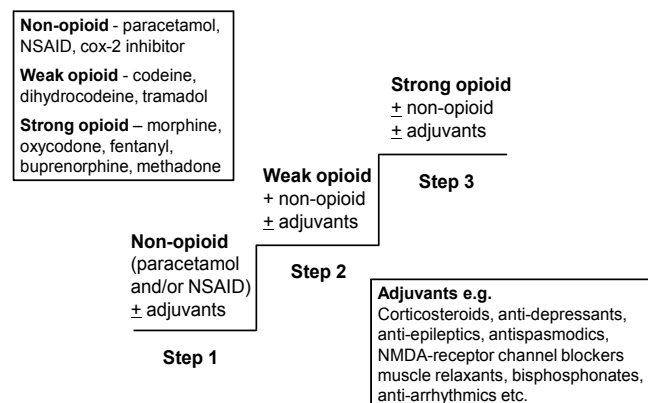 Non-opioid - paracetamol,
NSAID, cox-2 inhibitor
Weak opioid - codeine,
dihydrocodeine, tramadol
Strong opioid – morphine,
oxycodone, fentanyl,
buprenorphine, methadone
Strong opioid
± non-opioid
± adjuvants
Step 3
Weak opioid
+ non-opioid
± adjuvants
Step 2
Non-opioid
(paracetamol
and/or NSAID)
± adjuvants
Step 1
Adjuvants e.g.
Corticosteroids, anti-depressants,
anti-epileptics, antispasmodics,
NMDA-receptor channel blockers
muscle relaxants, bisphosphonates,
anti-arrhythmics etc.